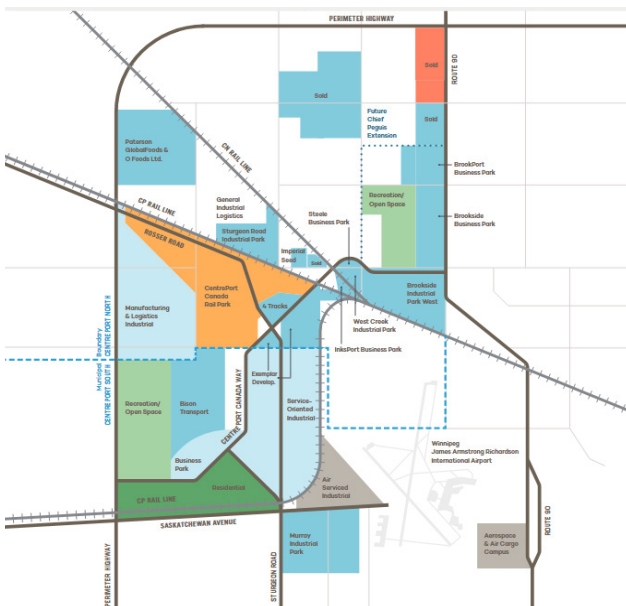 PERIMETER HIGHWAY
ROUTE 90
Sold
Sold
Sold
Future
Chief
Peguis
Extension
CN RAIL LINE
Paterson
GlobalFoods &
O Foods Ltd.
BrookPort
Business Park
CP RAIL LINE
ROSSER ROAD
General
Industrial
Logistics
Recreation/
Open Space
Steele
Business Park
Brookside
Business Park
Sturgeon Road
Industrial Park
Imperial
Seed
Sold
CentrePort
Canada
Rail Park
Brookside
Industrial
Park West
Manufacturing
& Logistics
Industrial
6 Tracks
West Creek
Industrial Park
InksPort Business Park
Municipal Boundary
CENTREPORT NORTH
CENTREPORT SOUTH
Exemplar
Develop.
Recreation/
Open Space
Bison
Transport
CENTREPORT CANADA WAY
Service-
Oriented
Industrial
Business
Park
Winnipeg
James Armstrong Richardson
International Airport
Residential
Air
Serviced
Industrial
CP RAIL LINE
SASKATCHEWAN AVENUE
Murray
Industrial
Park
Aerospace
& Air Cargo
Campus
ROUTE 90
PERIMETER HIGHWAY
STURGEON ROAD